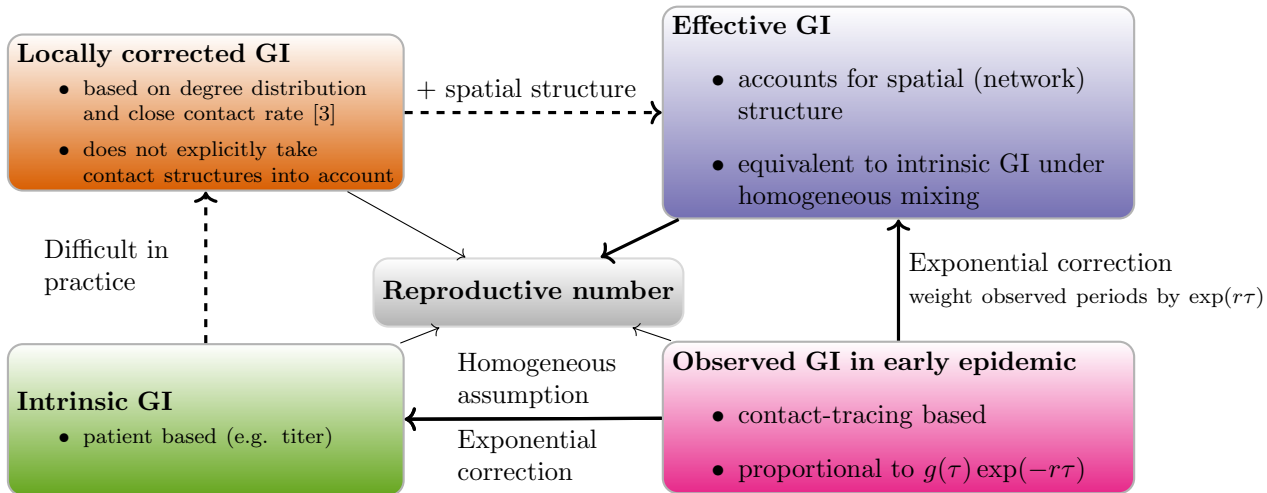 Locally corrected GI
• based on degree distribution
and close contact rate [3]
• does not explicitly take
contact structures into account
+ spatial structure
Effective GI
• accounts for spatial (network)
structure
• equivalent to intrinsic GI under
homogeneous mixing
Difficult in
practice
Reproductive number
Exponential correction
weight observed periods by exp(rτ)
Intrinsic GI
• patient based (e.g. titer)
Homogeneous
assumption
Exponential
correction
Observed GI in early epidemic
• contact-tracing based
• proportional to g(τ) exp(−rτ)